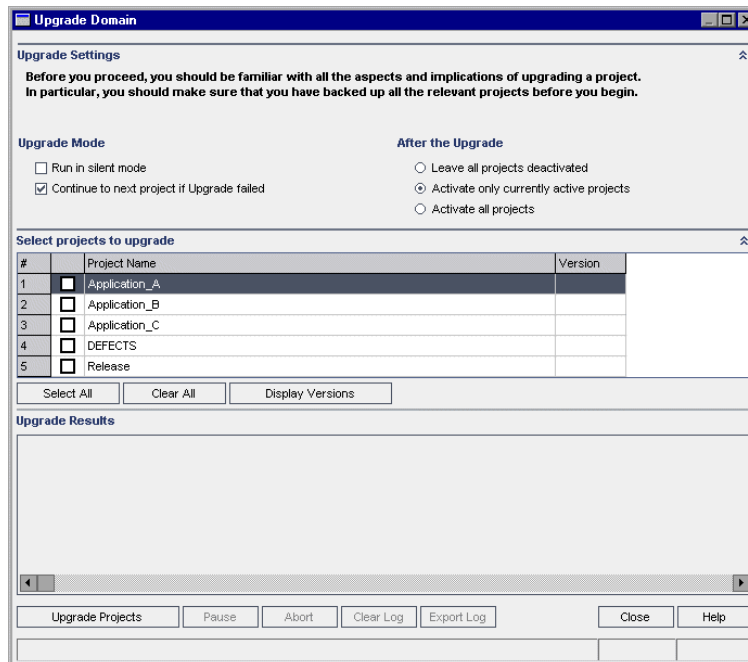 Upgrade Domain
Upgrade Settings
Before you proceed, you should be familiar with all the aspects and implications of upgrading a project.
In particular, you should make sure that you have backed up all the relevant projects before you begin.
Upgrade Mode
Run in silent mode
Continue to next project if Upgrade failed
After the Upgrade
Leave all projects deactivated
Activate only currently active projects
Activate all projects
Select projects to upgrade
# Project Name Version
1 Application_A
2 Application_B
3 Application_C
4 DEFECTS
5 Release
Select All Clear All Display Versions
Upgrade Results
Upgrade Projects Pause Abort Clear Log Export Log Close Help